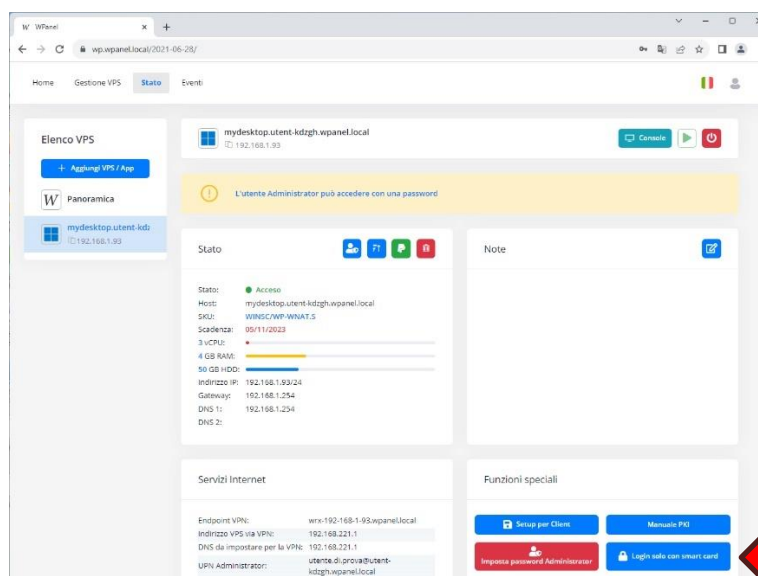 W WPanel
wp.wpanel.local/2021-06-28/
Home Gestione VPS Stato Eventi
Elenco VPS
+ Aggiungi VPS / App
W Panoramica
mydesktop.utent-kdz
192.168.1.93
mydesktop.utent-kdzgh.wpanel.local
192.168.1.93
Console
L'utente Administrator può accedere con una password
Stato
Stato: Acceso
Host: mydesktop.utent-kdzgh.wpanel.local
SKU: WINSC/WP-WNAT.S
Scadenza: 05/11/2023
3 vCPU:
4 GB RAM:
50 GB HDD:
Indirizzo IP: 192.168.1.93/24
Gateway: 192.168.1.254
DNS 1: 192.168.1.254
DNS 2:
Note
Servizi Internet
Endpoint VPN: wrx-192-168-1-93.wpanel.local
Indirizzo VPS via VPN: 192.168.221.1
DNS da impostare per la VPN: 192.168.221.1
UPN Administrator: utente.di.prova@utent-
kdzgh.wpanel.local
Funzioni speciali
Setup per Client
Manuale PKI
Imposta password Administrator
Login solo con smart card